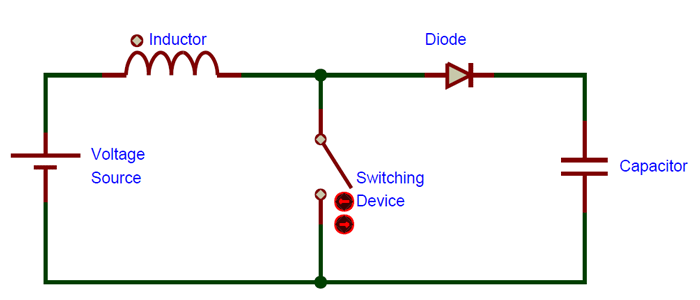 Inductor
Diode
Voltage
Source
Switching
Device
Capacitor